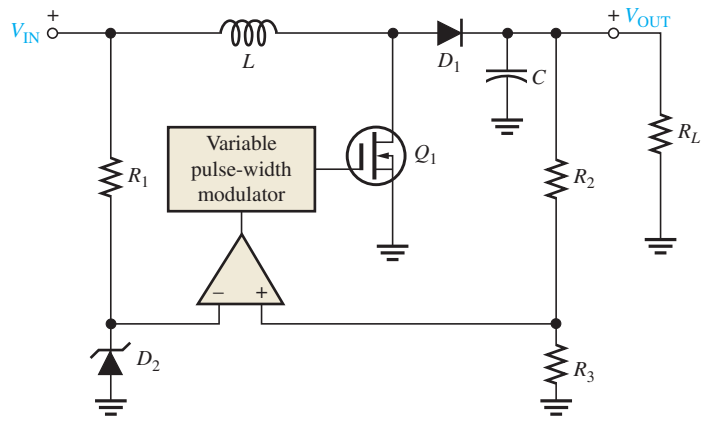 +
V_IN
L
D_1
C
+
V_OUT
R_L
Variable
pulse-width
modulator
Q_1
R_1
R_2
–
+
D_2
R_3